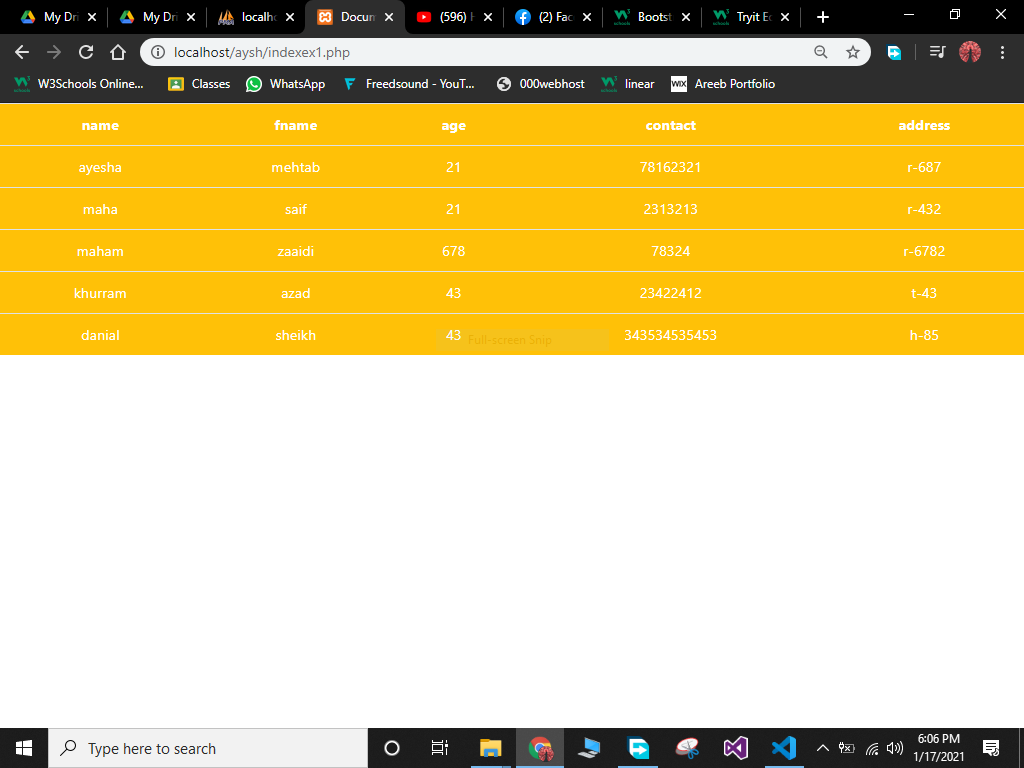 My Dri My Dri localho Docum (596) (2) Fac Bootst Tryit Ed
localhost/aysh/indexex1.php
W3Schools Online... Classes WhatsApp Freedsound - YouT... 000webhost linear WIX Areeb Portfolio
name fname age contact address
ayesha mehtab 21 78162321 r-687
maha saif 21 2313213 r-432
maham zaaidi 678 78324 r-6782
khurram azad 43 23422412 t-43
danial sheikh 43 343534535453 h-85
Full-screen Snip
Type here to search
6:06 PM
1/17/2021